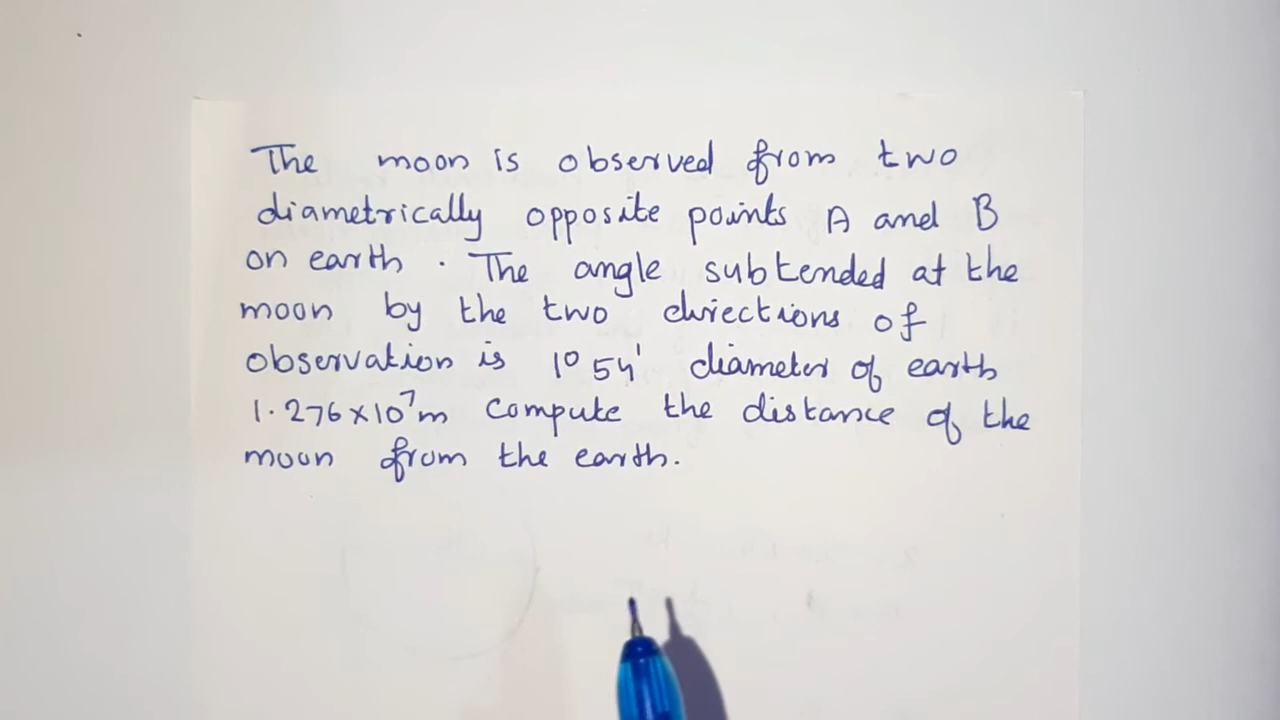 The moon is observed from two
diametrically opposite points A and B
on earth. The angle subtended at the
moon by the two directions of
observation is 1° 54' diameter of earth
1.276×10⁷m compute the distance of the
moon from the earth.